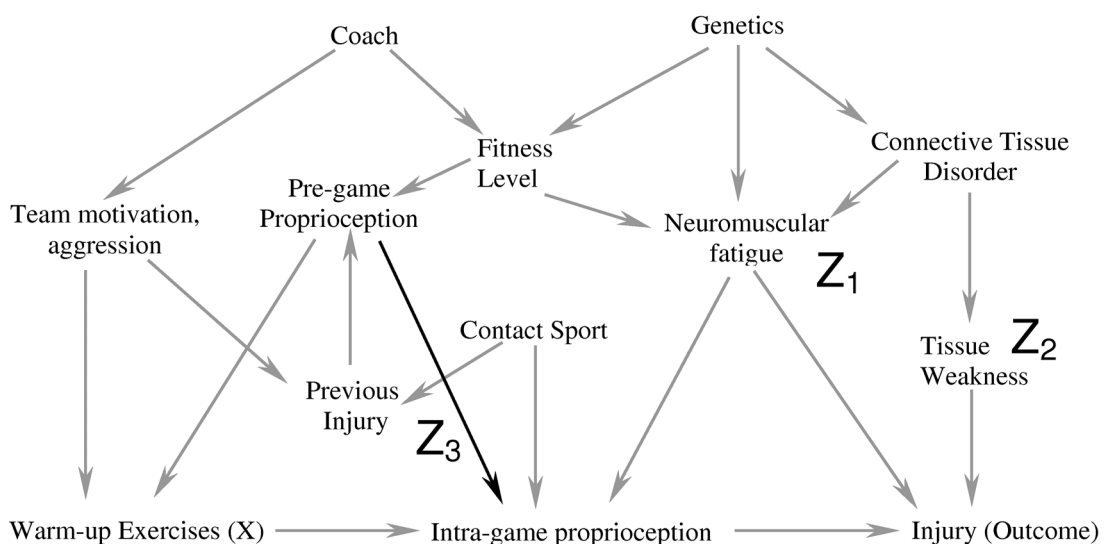 Genetics
Coach
Connective Tissue
Disorder
Fitness
Level
Pre-game
Proprioception
Team motivation,
aggression
Neuromuscular
fatigue
Z1
Contact Sport
Tissue
Weakness
Z2
Previous
Injury
Z3
Warm-up Exercises (X)
Intra-game proprioception
Injury (Outcome)